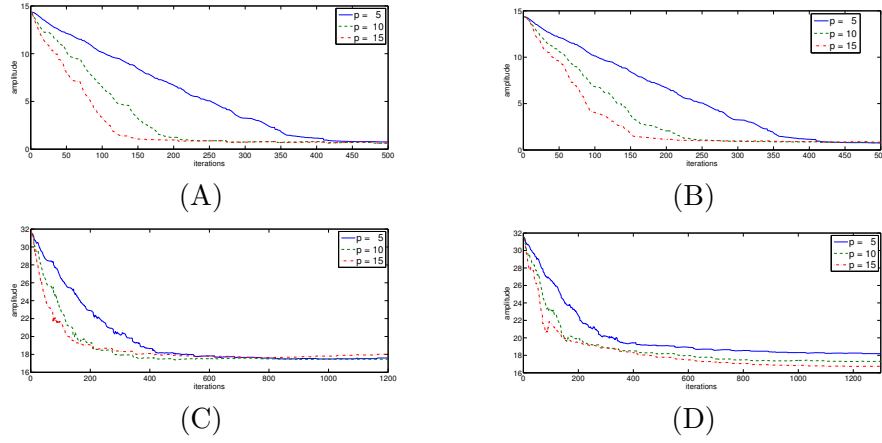 15
10
5
0
amplitude
p = 5
p = 10
p = 15
0 50 100 150 200 250 300 350 400 450 500
iterations
(A)
15
10
5
0
amplitude
p = 5
p = 10
p = 15
0 50 100 150 200 250 300 350 400 450 500
iterations
(B)
32
30
28
26
24
22
20
18
16
amplitude
p = 5
p = 10
p = 15
0 200 400 600 800 1000 1200
iterations
(C)
32
30
28
26
24
22
20
18
16
amplitude
p = 5
p = 10
p = 15
0 200 400 600 800 1000 1200
iterations
(D)